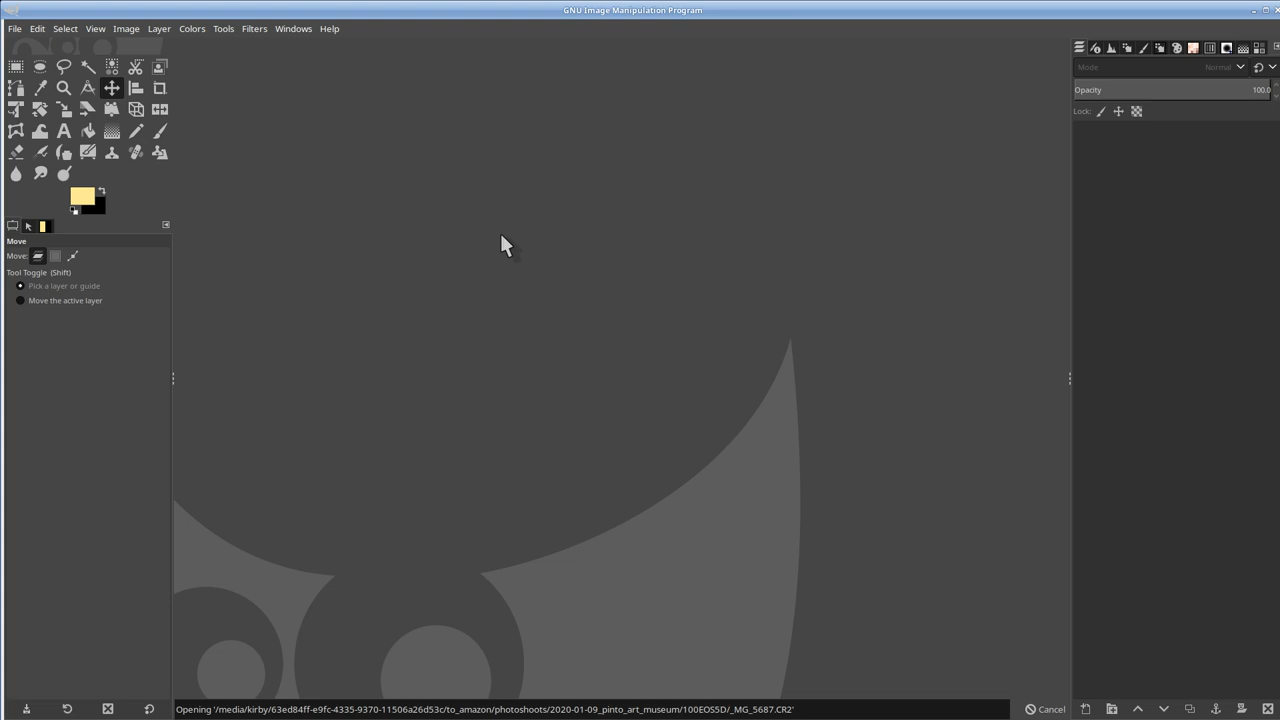 GNU Image Manipulation Program
File Edit Select View Image Layer Colors Tools Filters Windows Help
Mode Normal
Opacity 100.0
Lock:
Move
Move:
Tool Toggle (Shift)
Pick a layer or guide
Move the active layer
Opening '/media/kirby/63ed84ff-e9fc-4335-9370-11506a26d53c/to_amazon/photoshoots/2020-01-09_pinto_art_museum/100EOS5D/_MG_5687.CR2'
Cancel